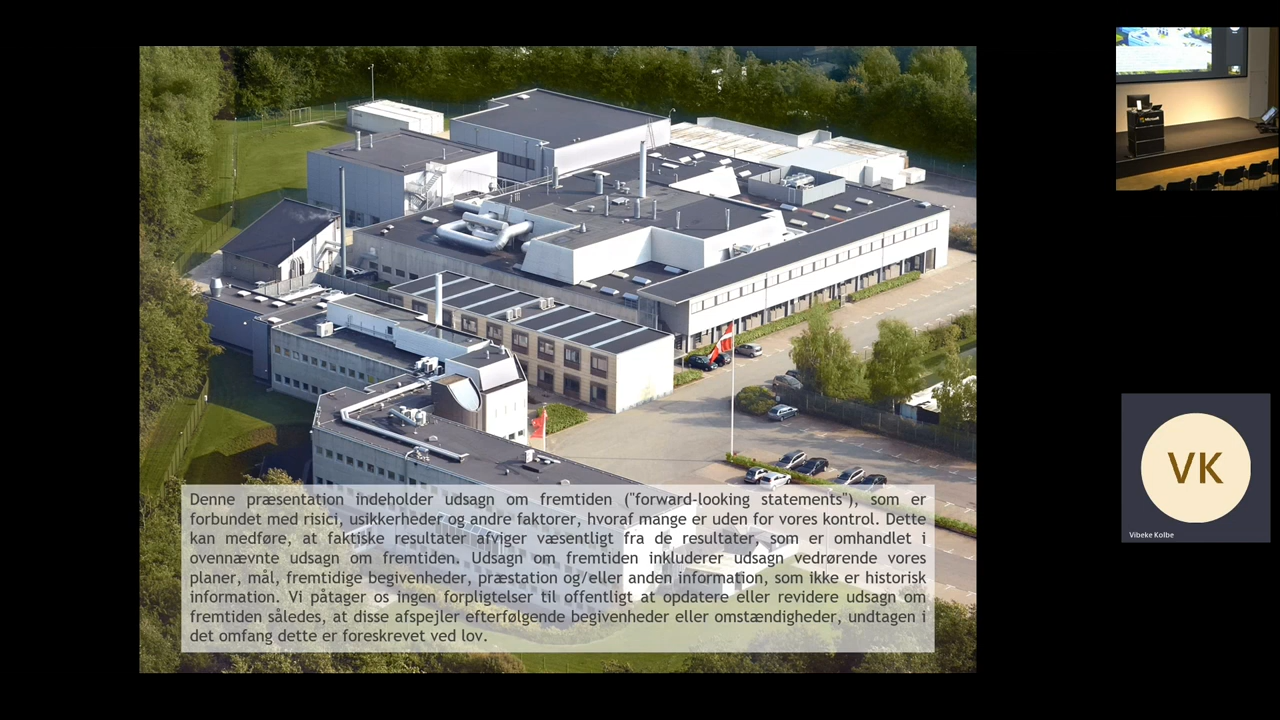 Denne præsentation indeholder udsagn om fremtiden ("forward-looking statements"), som er
forbundet med risici, usikkerheder og andre faktorer, hvoraf mange er uden for vores kontrol. Dette
kan medføre, at faktiske resultater afviger væsentligt fra de resultater, som er omhandlet i
ovennævnte udsagn om fremtiden. Udsagn om fremtiden inkluderer udsagn vedrørende vores
planer, mål, fremtidige begivenheder, præstation og/eller anden information, som ikke er historisk
information. Vi påtager os ingen forpligtelser til offentligt at opdatere eller revidere udsagn om
fremtiden således, at disse afspejler efterfølgende begivenheder eller omstændigheder, undtagen i
det omfang dette er foreskrevet ved lov.
Microsoft
VK
Vibeke Kolbe